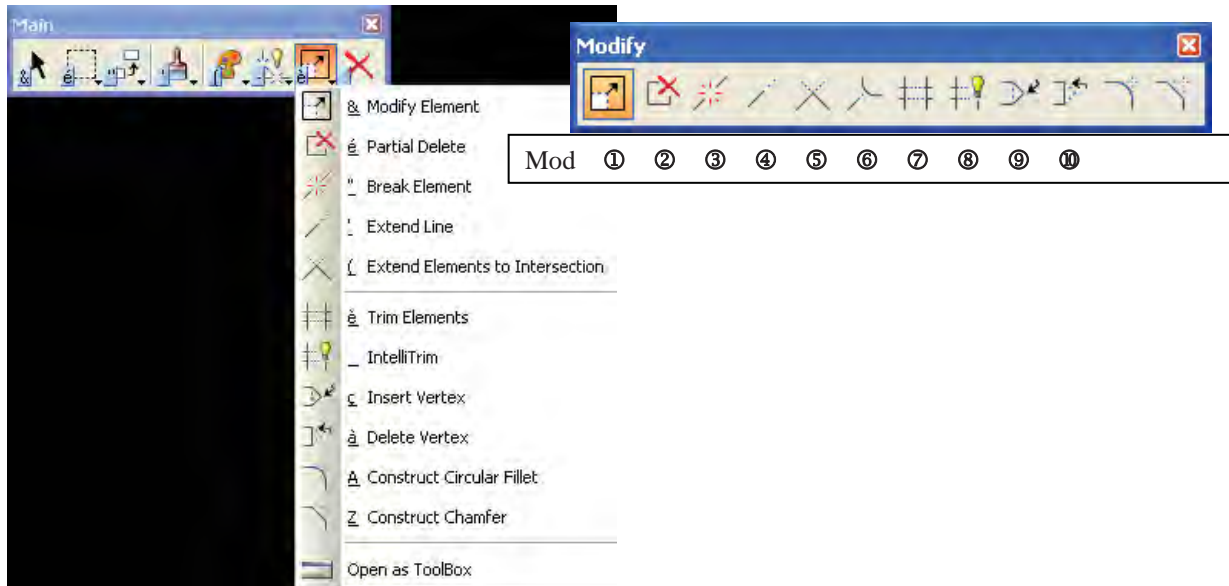 Main
& é " ' ( è
& Modify Element
é Partial Delete
" Break Element
' Extend Line
( Extend Elements to Intersection
è Trim Elements
_ IntelliTrim
ç Insert Vertex
à Delete Vertex
A Construct Circular Fillet
Z Construct Chamfer
Open as ToolBox
Modify
Mod ① ② ③ ④ ⑤ ⑥ ⑦ ⑧ ⑨ ⑩